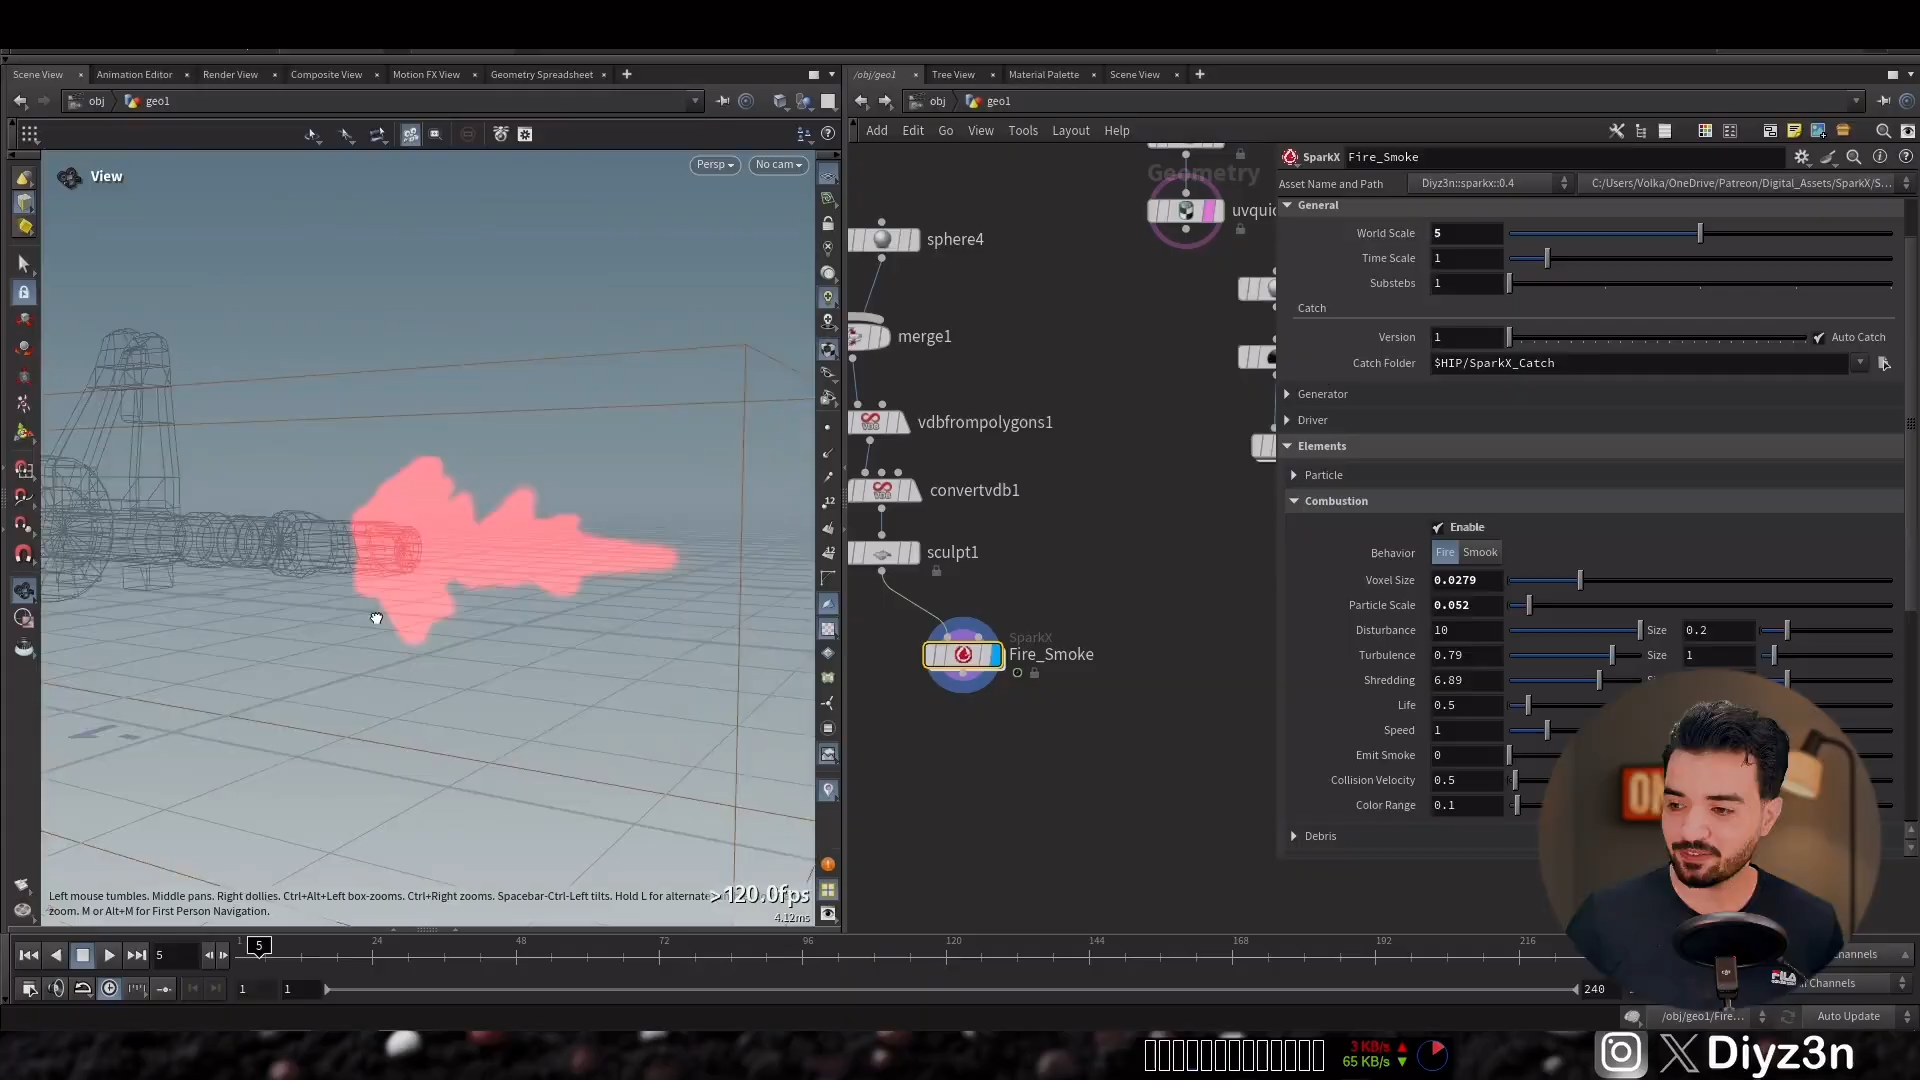 Scene View
Animation Editor
Render View
Composite View
Motion FX View
Geometry Spreadsheet
/obj/geo1
Tree View
Material Palette
Scene View
obj
geo1
obj
geo1
Add
Edit
Go
View
Tools
Layout
Help
View
Persp
No cam
Geometry
sphere4
merge1
vdbfrompolygons1
convertvdb1
sculpt1
SparkX
Fire_Smoke
SparkX
Fire_Smoke
Asset Name and Path
Diyz3n::sparkx::0.4
C:/Users/Volka/OneDrive/Patreon/Digital_Assets/SparkX/S...
General
World Scale
5
Time Scale
1
Substebs
1
Catch
Version
1
Auto Catch
Catch Folder
$HIP/SparkX_Catch
Generator
Driver
Elements
Particle
Combustion
Enable
Behavior
Fire
Smook
Voxel Size
0.0279
Particle Scale
0.052
Disturbance
10
Size
0.2
Turbulence
0.79
Size
1
Shredding
6.89
Life
0.5
Speed
1
Emit Smoke
0
Collision Velocity
0.5
Color Range
0.1
Debris
Left mouse tumbles. Middle pans. Right dollies. Ctrl+Alt+Left box-zooms. Ctrl+Right zooms. Spacebar-Ctrl-Left tilts. Hold L for alternate
zoom. M or Alt+M for First Person Navigation.
>120.0fps
4.12ms
5
1
5
24
48
72
96
120
144
168
192
216
1
1
240
Channels
/obj/geo1/Fire...
Auto Update
FILA
3 KB/s
65 KB/s
Diyz3n